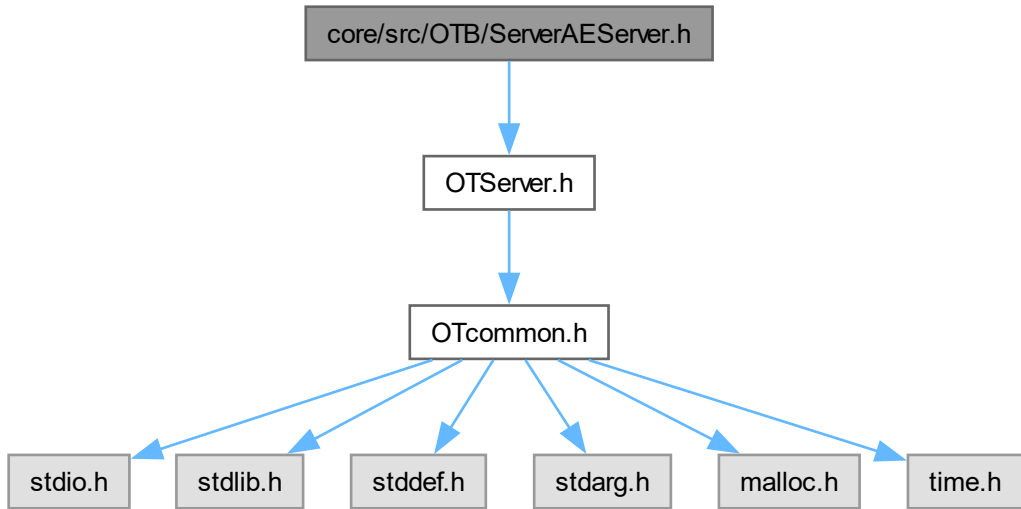 core/src/OTB/ServerAEServer.h
OTServer.h
OTcommon.h
stdio.h stdlib.h stddef.h stdarg.h malloc.h time.h